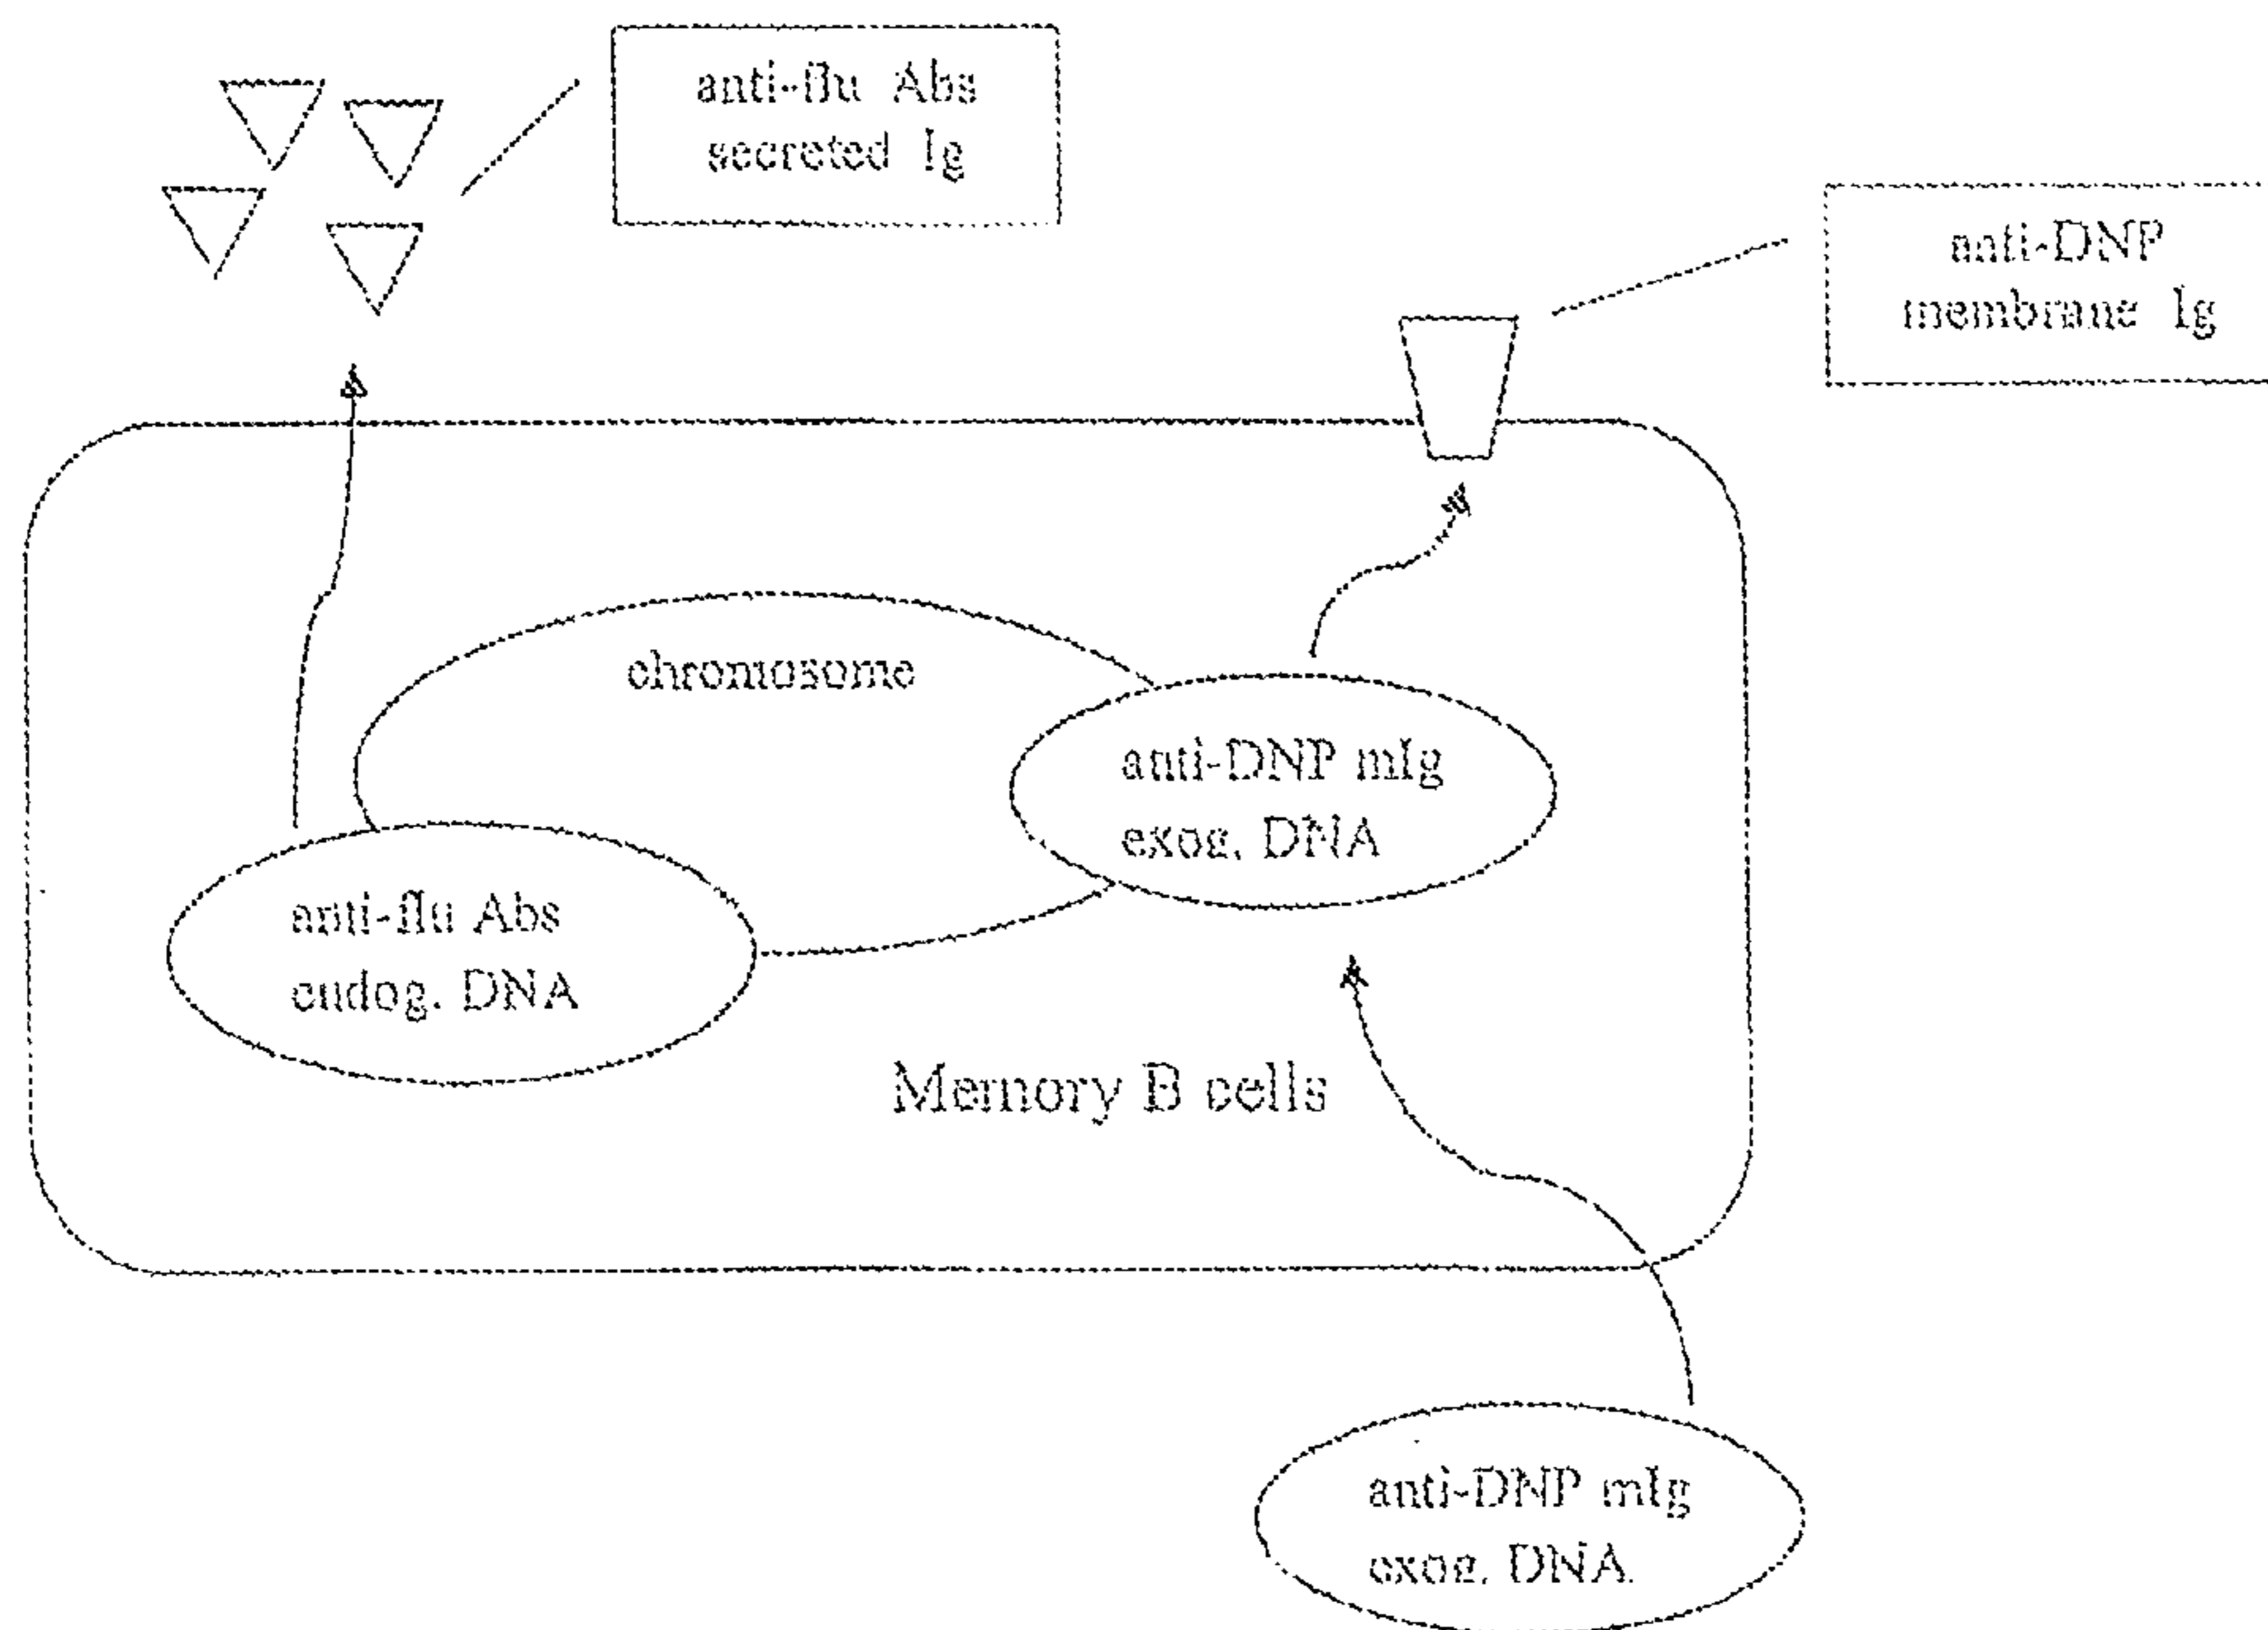 anti-flu Abs
secreted Ig
anti-DNP
membrane Ig
chromosome
anti-DNP mIg
exog. DNA
anti-flu Abs
endog. DNA
Memory B cells
anti-DNP mIg
exog. DNA